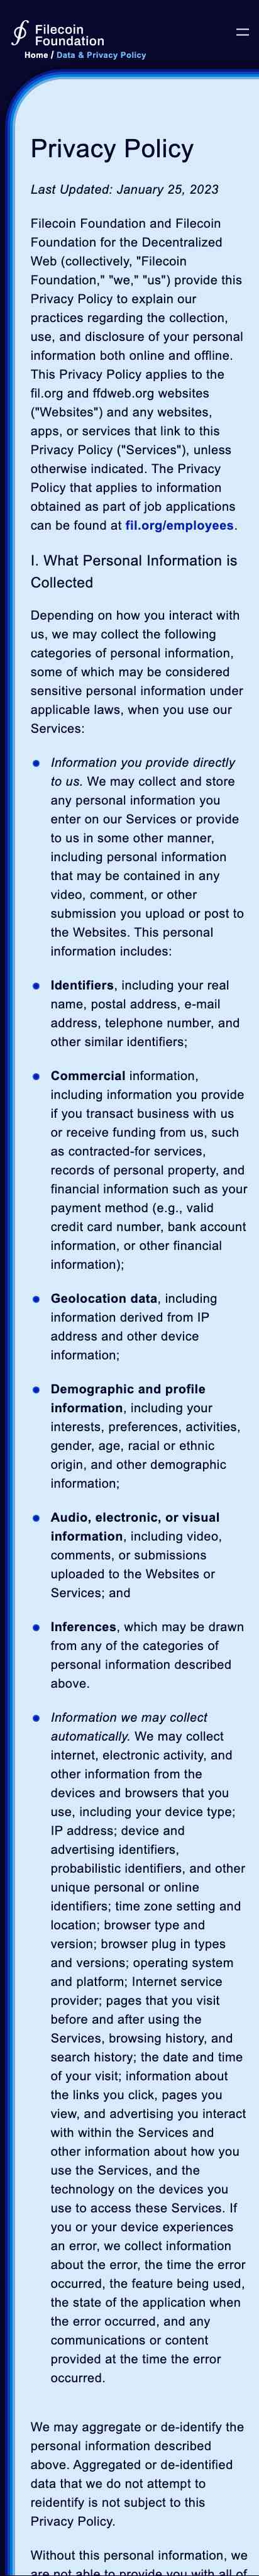 Filecoin
Foundation
Home / Data & Privacy Policy
Privacy Policy
Last Updated: January 25, 2023
Filecoin Foundation and Filecoin
Foundation for the Decentralized
Web (collectively, "Filecoin
Foundation," "we," "us") provide this
Privacy Policy to explain our
practices regarding the collection,
use, and disclosure of your personal
information both online and offline.
This Privacy Policy applies to the
fil.org and ffdweb.org websites
("Websites") and any websites,
apps, or services that link to this
Privacy Policy ("Services"), unless
otherwise indicated. The Privacy
Policy that applies to information
obtained as part of job applications
can be found at fil.org/employees.
I. What Personal Information is
Collected
Depending on how you interact with
us, we may collect the following
categories of personal information,
some of which may be considered
sensitive personal information under
applicable laws, when you use our
Services:
Information you provide directly
to us. We may collect and store
any personal information you
enter on our Services or provide
to us in some other manner,
including personal information
that may be contained in any
video, comment, or other
submission you upload or post to
the Websites. This personal
information includes:
Identifiers, including your real
name, postal address, e-mail
address, telephone number, and
other similar identifiers;
Commercial information,
including information you provide
if you transact business with us
or receive funding from us, such
as contracted-for services,
records of personal property, and
financial information such as your
payment method (e.g., valid
credit card number, bank account
information, or other financial
information);
Geolocation data, including
information derived from IP
address and other device
information;
Demographic and profile
information, including your
interests, preferences, activities,
gender, age, racial or ethnic
origin, and other demographic
information;
Audio, electronic, or visual
information, including video,
comments, or submissions
uploaded to the Websites or
Services; and
Inferences, which may be drawn
from any of the categories of
personal information described
above.
Information we may collect
automatically. We may collect
internet, electronic activity, and
other information from the
devices and browsers that you
use, including your device type;
IP address; device and
advertising identifiers,
probabilistic identifiers, and other
unique personal or online
identifiers; time zone setting and
location; browser type and
version; browser plug in types
and versions; operating system
and platform; Internet service
provider; pages that you visit
before and after using the
Services, browsing history, and
search history; the date and time
of your visit; information about
the links you click, pages you
view, and advertising you interact
with within the Services and
other information about how you
use the Services, and the
technology on the devices you
use to access these Services. If
you or your device experiences
an error, we collect information
about the error, the time the error
occurred, the feature being used,
the state of the application when
the error occurred, and any
communications or content
provided at the time the error
occurred.
We may aggregate or de-identify the
personal information described
above. Aggregated or de-identified
data that we do not attempt to
reidentify is not subject to this
Privacy Policy.
Without this personal information, we
are not able to provide you with all of